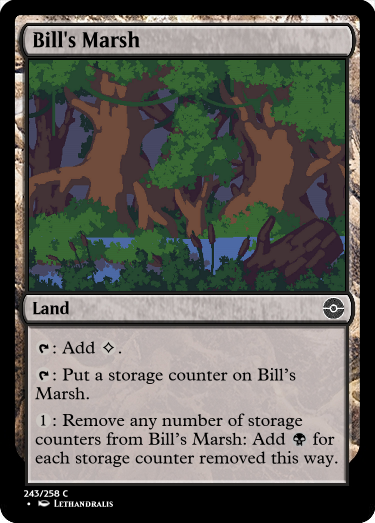 Bill's Marsh
Land
: Add .
: Put a storage counter on Bill's
Marsh.
1 : Remove any number of storage
counters from Bill's Marsh: Add for
each storage counter removed this way.
243/258 C
• Lethandralis